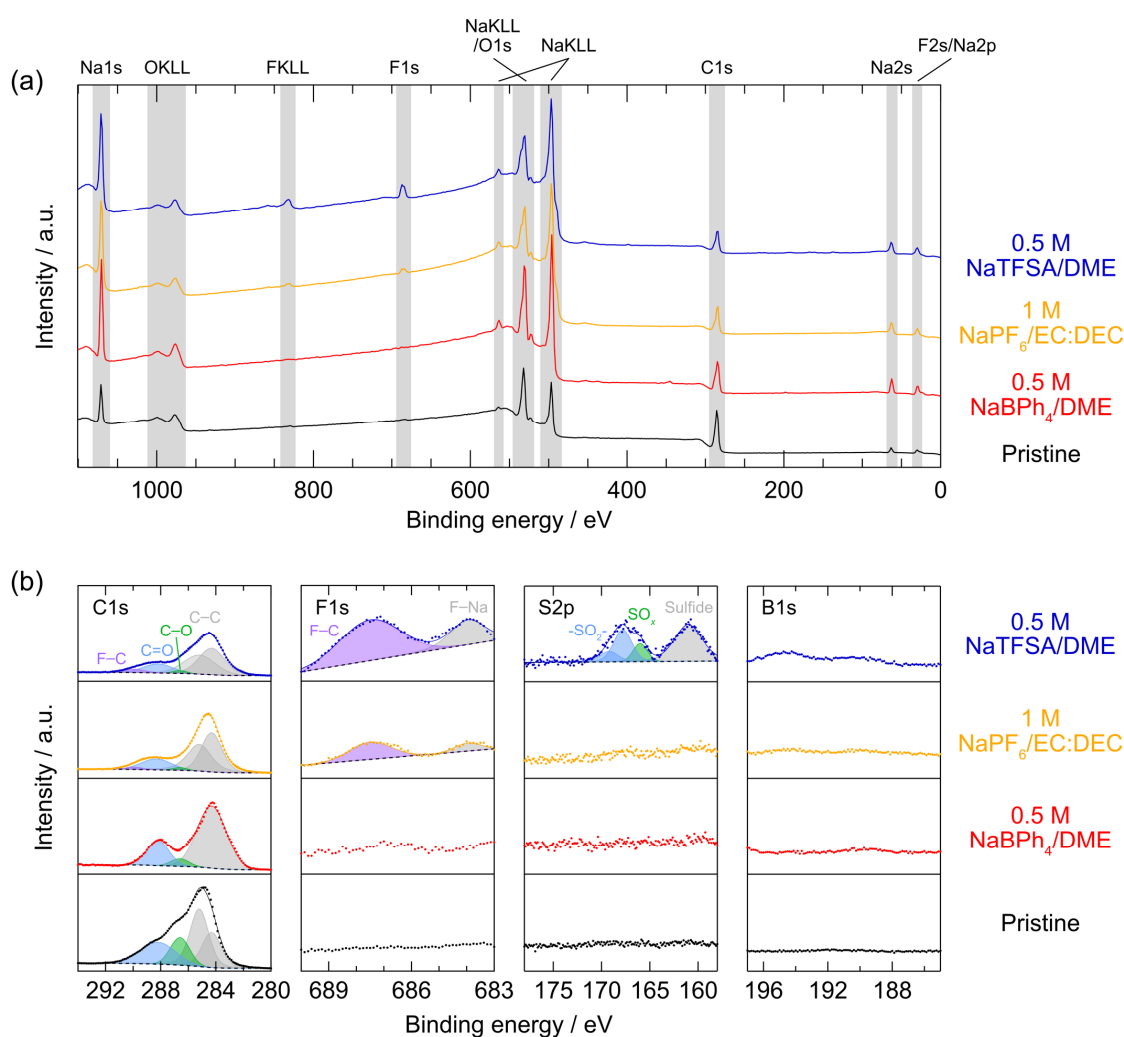 NaKLL
/O1s
NaKLL
F2s/Na2p
(a)
Na1s
OKLL
FKLL
F1s
C1s
Na2s
Intensity / a.u.
0.5 M
NaTFSA/DME
1 M
NaPF₆/EC:DEC
0.5 M
NaBPh₄/DME
Pristine
1000
800
600
400
200
0
Binding energy / eV
(b)
C1s
C–C
C–O
C=O
F–C
F1s
F–Na
F–C
S2p
SOₓ
-SO₂-
Sulfide
B1s
0.5 M
NaTFSA/DME
1 M
NaPF₆/EC:DEC
0.5 M
NaBPh₄/DME
Pristine
Intensity / a.u.
292 288 284 280
689 686 683
175 170 165 160
196 192 188
Binding energy / eV